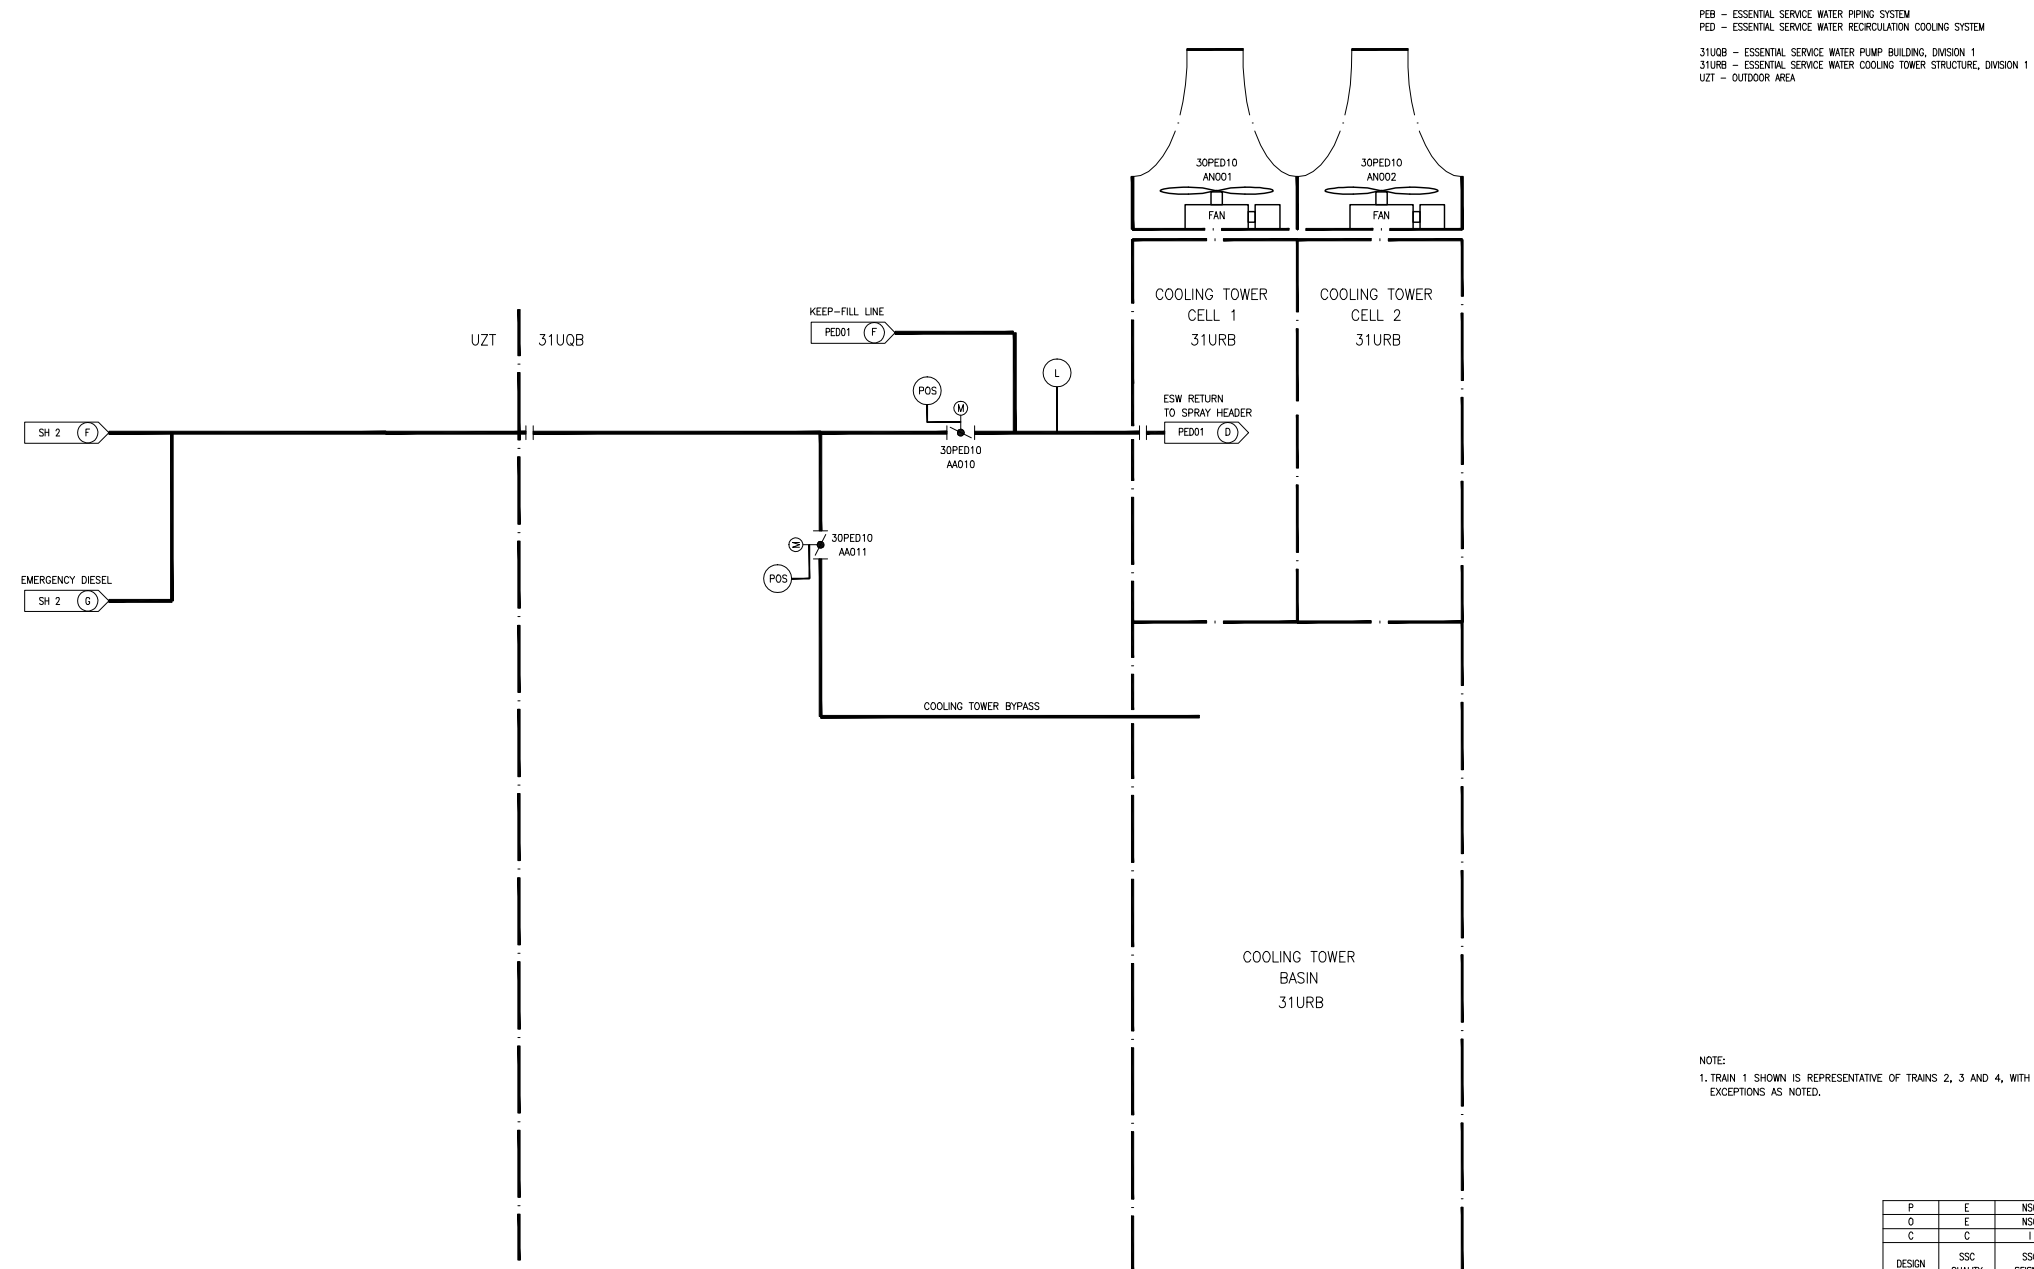 PEB – ESSENTIAL SERVICE WATER PIPING SYSTEM
PED – ESSENTIAL SERVICE WATER RECIRCULATION COOLING SYSTEM
31UQB – ESSENTIAL SERVICE WATER PUMP BUILDING, DIVISION 1
31URB – ESSENTIAL SERVICE WATER COOLING TOWER STRUCTURE, DIVISION 1
UZT – OUTDOOR AREA
30PED10
AN001
FAN
30PED10
AN002
FAN
COOLING TOWER
CELL 1
31URB
COOLING TOWER
CELL 2
31URB
KEEP-FILL LINE
PED01 F
UZT
31UQB
L
POS
M
ESW RETURN
TO SPRAY HEADER
PED01 D
SH 2 F
30PED10
AA010
30PED10
AA011
M
POS
EMERGENCY DIESEL
SH 2 G
COOLING TOWER BYPASS
COOLING TOWER
BASIN
31URB
NOTE:
1. TRAIN 1 SHOWN IS REPRESENTATIVE OF TRAINS 2, 3 AND 4, WITH
EXCEPTIONS AS NOTED.
P E
O E
C C I
DESIGN
SSC